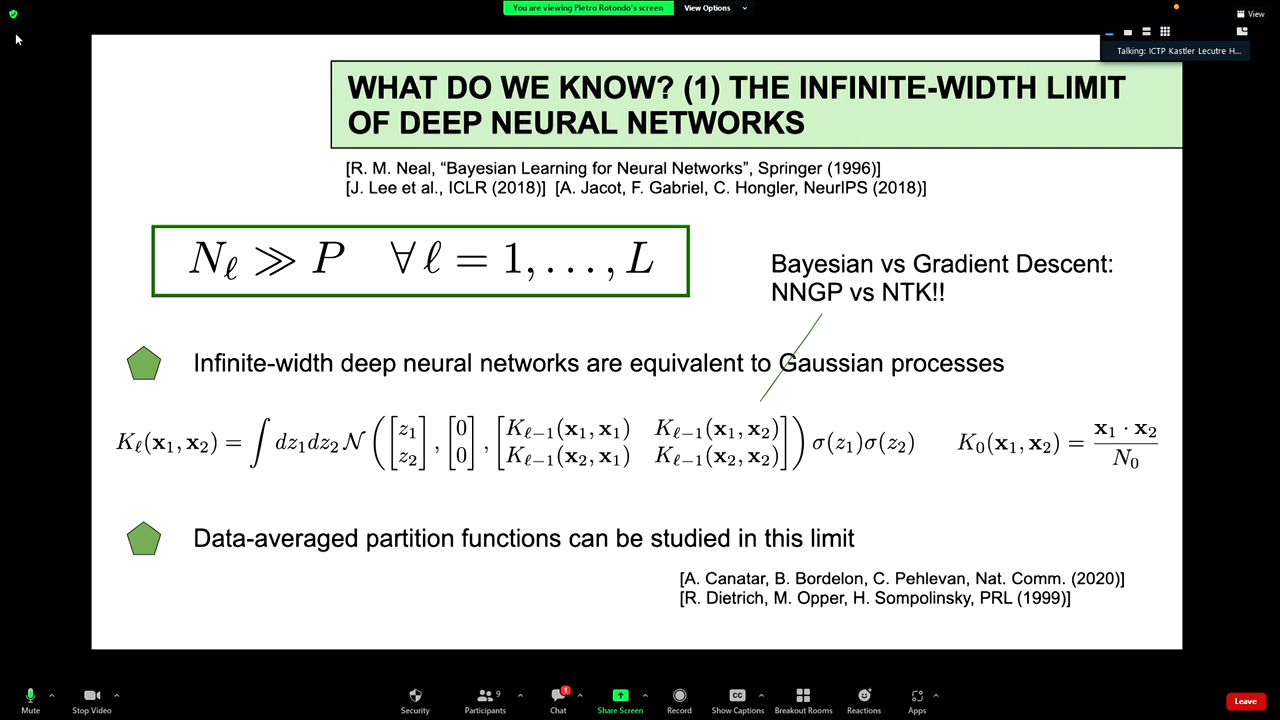 You are viewing Pietro Rotondo's screen
View Options
View
Talking: ICTP Kastler Lecutre H...
WHAT DO WE KNOW? (1) THE INFINITE-WIDTH LIMIT
OF DEEP NEURAL NETWORKS
[R. M. Neal, “Bayesian Learning for Neural Networks”, Springer (1996)]
[J. Lee et al., ICLR (2018)] [A. Jacot, F. Gabriel, C. Hongler, NeurIPS (2018)]
N_ℓ ≫ P ∀ ℓ = 1, . . . , L
Bayesian vs Gradient Descent:
NNGP vs NTK!!
Infinite-width deep neural networks are equivalent to Gaussian processes
K_ℓ(x₁, x₂) = ∫ dz₁dz₂ 𝒩 ( [z₁ z₂], [0 0], [K_{ℓ−1}(x₁, x₁) K_{ℓ−1}(x₁, x₂) K_{ℓ−1}(x₂, x₁) K_{ℓ−1}(x₂, x₂)] ) σ(z₁)σ(z₂) K₀(x₁, x₂) = x₁ · x₂ / N₀
Data-averaged partition functions can be studied in this limit
[A. Canatar, B. Bordelon, C. Pehlevan, Nat. Comm. (2020)]
[R. Dietrich, M. Opper, H. Sompolinsky, PRL (1999)]
Mute
Stop Video
Security
Participants
9
Chat
1
Share Screen
Record
CC
Show Captions
Breakout Rooms
Reactions
Apps
Leave